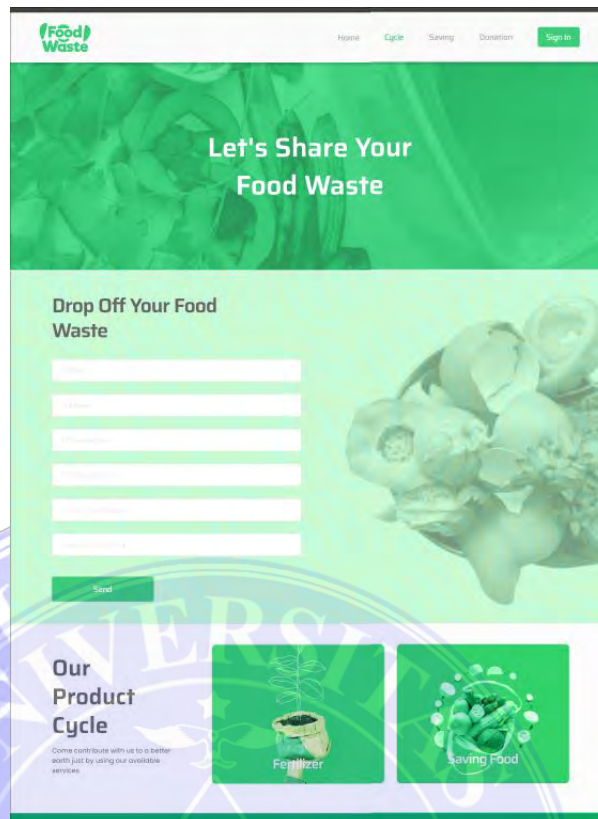 Food
Waste
Home Cycle Saving Donation Sign In
Let's Share Your
Food Waste
Drop Off Your Food
Waste
Send
Our
Product
Cycle
Come contribute with us to a better
earth just by using our available
services
Fertilizer
Saving Food
UNIVERSITAS